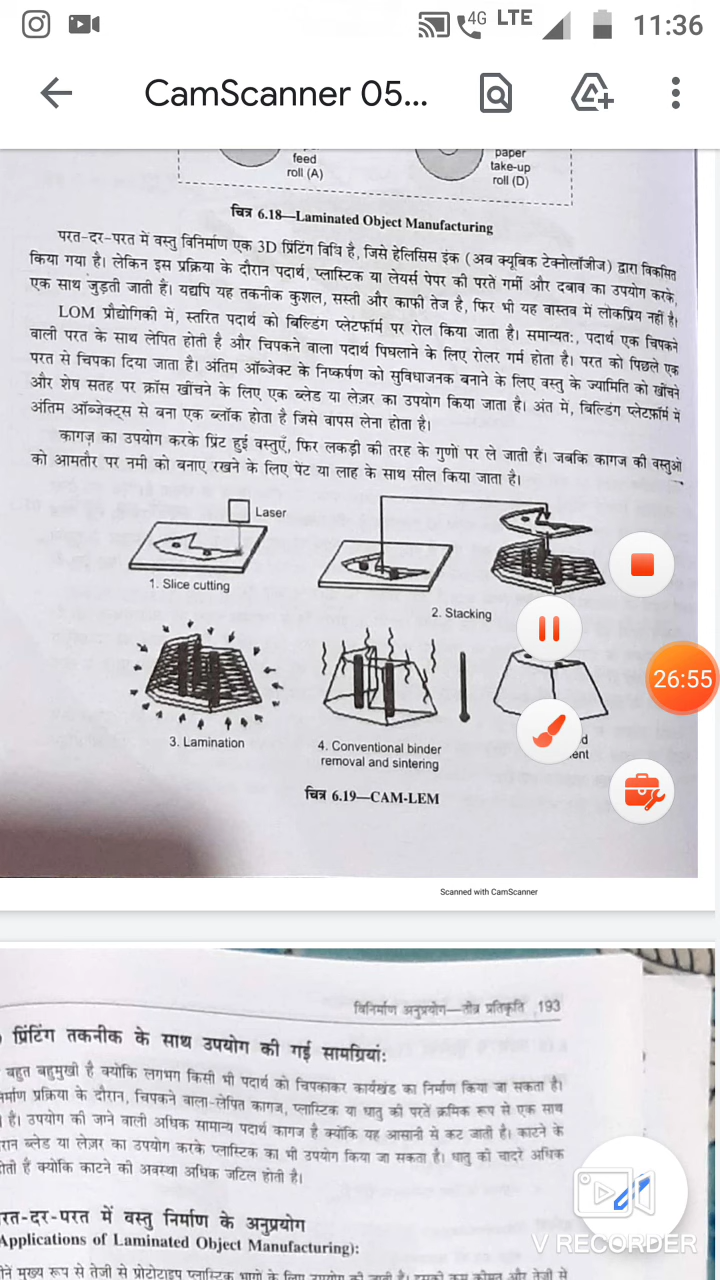 4G LTE 11:36
CamScanner 05...
feed
roll (A)
paper
take-up
roll (D)
चित्र 6.18—Laminated Object Manufacturing
परत-दर-परत में वस्तु विनिर्माण एक 3D प्रिंटिंग विधि है, जिसे हेलिसिस इंक (अब क्यूबिक टेक्नोलॉजीज) द्वारा विकसित
किया गया है। लेकिन इस प्रक्रिया के दौरान पदार्थ, प्लास्टिक या लेयर्स पेपर की परतें गर्मी और दबाव का उपयोग करके,
एक साथ जुड़ती जाती है। यद्यपि यह तकनीक कुशल, सस्ती और काफी तेज है, फिर भी यह वास्तव में लोकप्रिय नहीं है।
LOM प्रौद्योगिकी में, स्तरित पदार्थ को बिल्डिंग प्लेटफॉर्म पर रोल किया जाता है। समान्यतः, पदार्थ एक चिपकने
वाली परत के साथ लेपित होती है और चिपकने वाला पदार्थ पिघलाने के लिए रोलर गर्म होता है। परत को पिछले एक
परत से चिपका दिया जाता है। अंतिम ऑब्जेक्ट के निष्कर्षण को सुविधाजनक बनाने के लिए वस्तु के ज्यामिति को खींचने
और शेष सतह पर क्रॉस खींचने के लिए एक ब्लेड या लेज़र का उपयोग किया जाता है। अंत में, बिल्डिंग प्लेटफ़ॉर्म में
अंतिम ऑब्जेक्ट्स से बना एक ब्लॉक होता है जिसे वापस लेना होता है।
कागज़ का उपयोग करके प्रिंट हुई वस्तुएँ, फिर लकड़ी की तरह के गुणों पर ले जाती हैं। जबकि कागज की वस्तुओं
को आमतौर पर नमी को बनाए रखने के लिए पेंट या लाह के साथ सील किया जाता है।
Laser
1. Slice cutting
2. Stacking
3. Lamination
4. Conventional binder
removal and sintering
26:55
चित्र 6.19—CAM-LEM
Scanned with CamScanner
विनिर्माण अनुप्रयोग—तीव्र प्रतिकृति 193
प्रिंटिंग तकनीक के साथ उपयोग की गई सामग्रियां:
बहुत बहुमुखी है क्योंकि लगभग किसी भी पदार्थ को चिपकाकर कार्यखंड का निर्माण किया जा सकता है।
प्रक्रिया के दौरान, चिपकने वाला-लेपित कागज, प्लास्टिक या धातु की परतें क्रमिक रूप से एक साथ
हैं। उपयोग की जाने वाली अधिक सामान्य पदार्थ कागज है क्योंकि यह आसानी से कट जाती है। काटने के
ब्लेड या लेज़र का उपयोग करके प्लास्टिक का भी उपयोग किया जा सकता है। धातु की चादरें अधिक
है क्योंकि काटने की अवस्था अधिक जटिल होती है।
परत-दर-परत में वस्तु निर्माण के अनुप्रयोग
Applications of Laminated Object Manufacturing):
मुख्य रूप से तेजी से प्रोटोटाइप प्लास्टिक भागों के लिए उपयोग की जाती है। इसकी कम कीमत और तेजी से
V RECORDER